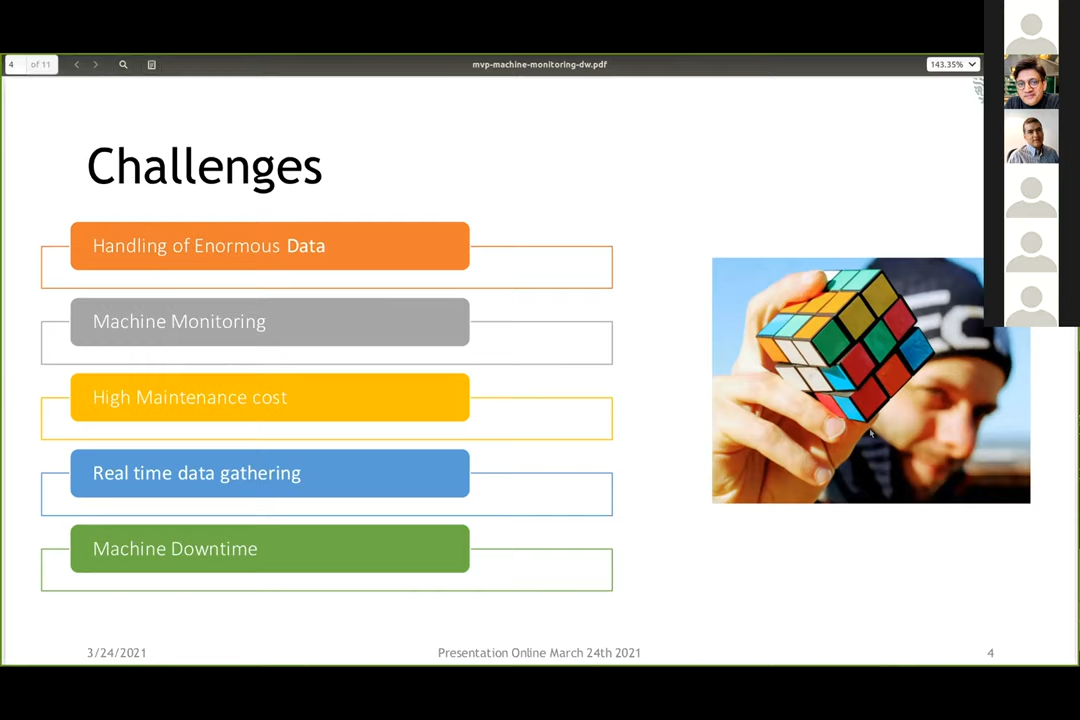 4 of 11
mvp-machine-monitoring-dw.pdf
143.35%
Challenges
Handling of Enormous Data
Machine Monitoring
High Maintenance cost
Real time data gathering
Machine Downtime
3/24/2021
Presentation Online March 24th 2021
4